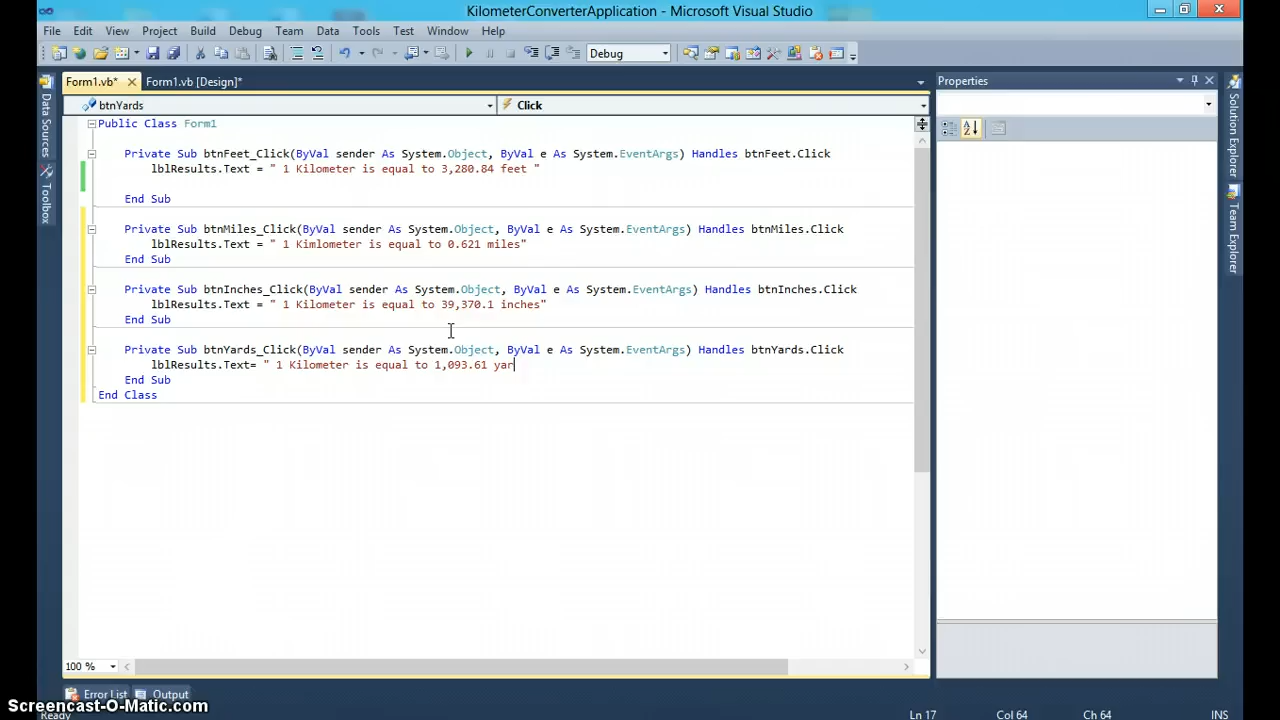 KilometerConverterApplication - Microsoft Visual Studio
File Edit View Project Build Debug Team Data Tools Test Window Help
Debug
Form1.vb* Form1.vb [Design]* Properties
btnYards Click
Data Sources
Toolbox
Solution Explorer
Team Explorer
Public Class Form1
Private Sub btnFeet_Click(ByVal sender As System.Object, ByVal e As System.EventArgs) Handles btnFeet.Click
lblResults.Text = " 1 Kilometer is equal to 3,280.84 feet "
End Sub
Private Sub btnMiles_Click(ByVal sender As System.Object, ByVal e As System.EventArgs) Handles btnMiles.Click
lblResults.Text = " 1 Kimlometer is equal to 0.621 miles"
End Sub
Private Sub btnInches_Click(ByVal sender As System.Object, ByVal e As System.EventArgs) Handles btnInches.Click
lblResults.Text = " 1 Kilometer is equal to 39,370.1 inches"
End Sub
Private Sub btnYards_Click(ByVal sender As System.Object, ByVal e As System.EventArgs) Handles btnYards.Click
lblResults.Text= " 1 Kilometer is equal to 1,093.61 yar
End Sub
End Class
100 %
Error List Output
Screencast-O-Matic.com
Ready Ln 17 Col 64 Ch 64 INS